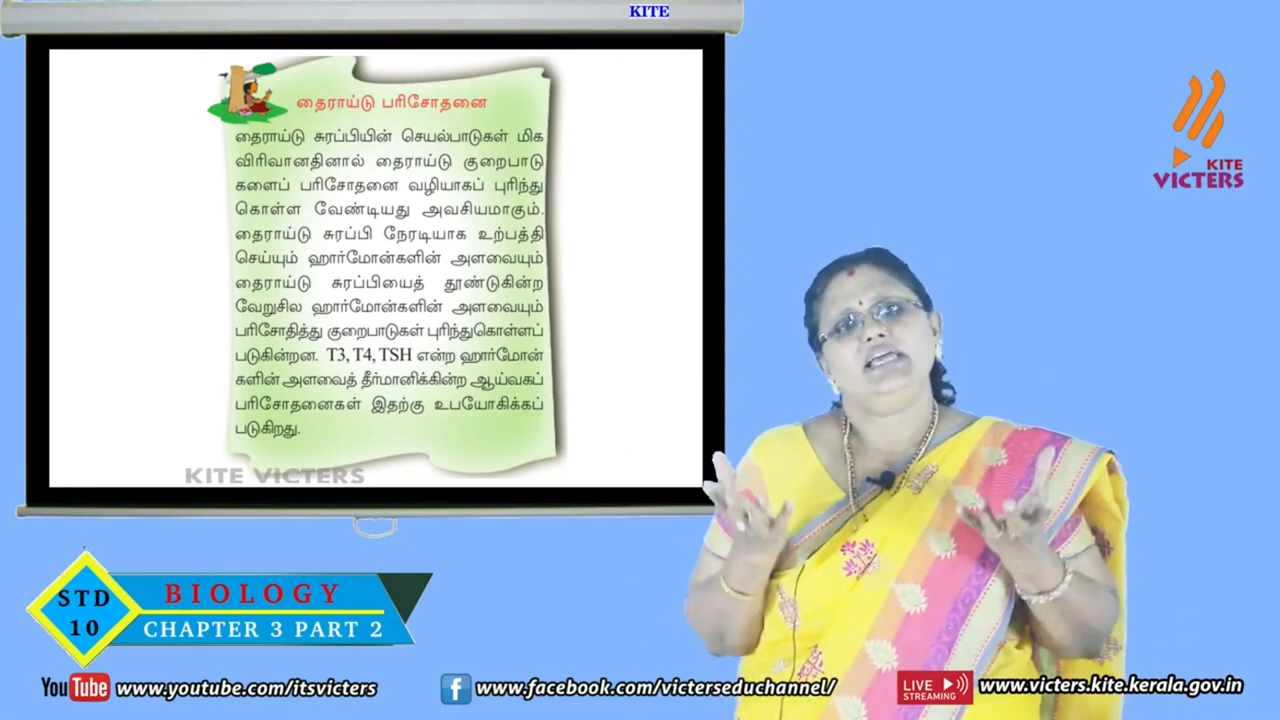 KITE
தைராய்டு பரிசோதனை
தைராய்டு சுரப்பியின் செயல்பாடுகள் மிக
விரிவானதினால் தைராய்டு குறைபாடு
களைப் பரிசோதனை வழியாகப் புரிந்து
கொள்ள வேண்டியது அவசியமாகும்.
தைராய்டு சுரப்பி நேரடியாக உற்பத்தி
செய்யும் ஹார்மோன்களின் அளவையும்
தைராய்டு சுரப்பியைத் தூண்டுகின்ற
வேறுசில ஹார்மோன்களின் அளவையும்
பரிசோதித்து குறைபாடுகள் புரிந்துகொள்ளப்
படுகின்றன. T3, T4, TSH என்ற ஹார்மோன்
களின் அளவைத் தீர்மானிக்கின்ற ஆய்வகப்
பரிசோதனைகள் இதற்கு உபயோகிக்கப்
படுகிறது.
KITE VICTERS
KITE
VICTERS
STD
10
BIOLOGY
CHAPTER 3 PART 2
YouTube www.youtube.com/itsvicters
f www.facebook.com/victerseduchannel/
LIVE
STREAMING
www.victers.kite.kerala.gov.in